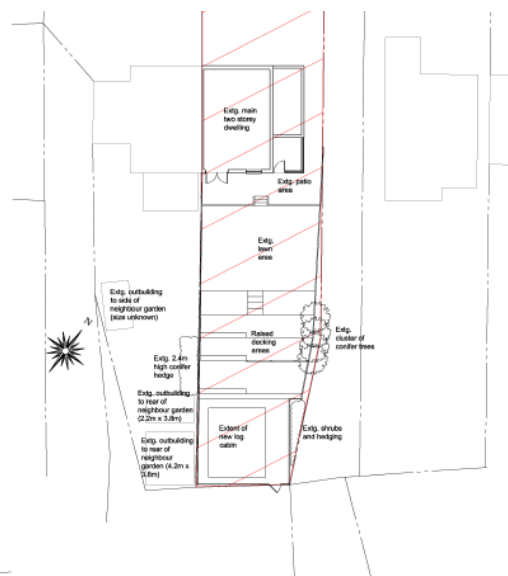 Extg. main
two storey
dwelling
Extg. patio
area
Extg.
lawn
area
Extg. outbuilding
to side of
neighbour garden
(size unknown)
N
Raised
decking
areas
Extg.
cluster of
conifer trees
Extg. 2.4m
high conifer
hedge
Extg. outbuilding
to rear of
neighbour garden
(2.2m x 3.8m)
Extent of
new log
cabin
Extg. shrubs
and hedging
Extg. outbuilding
to rear of
neighbour
garden (4.2m x
3.8m)